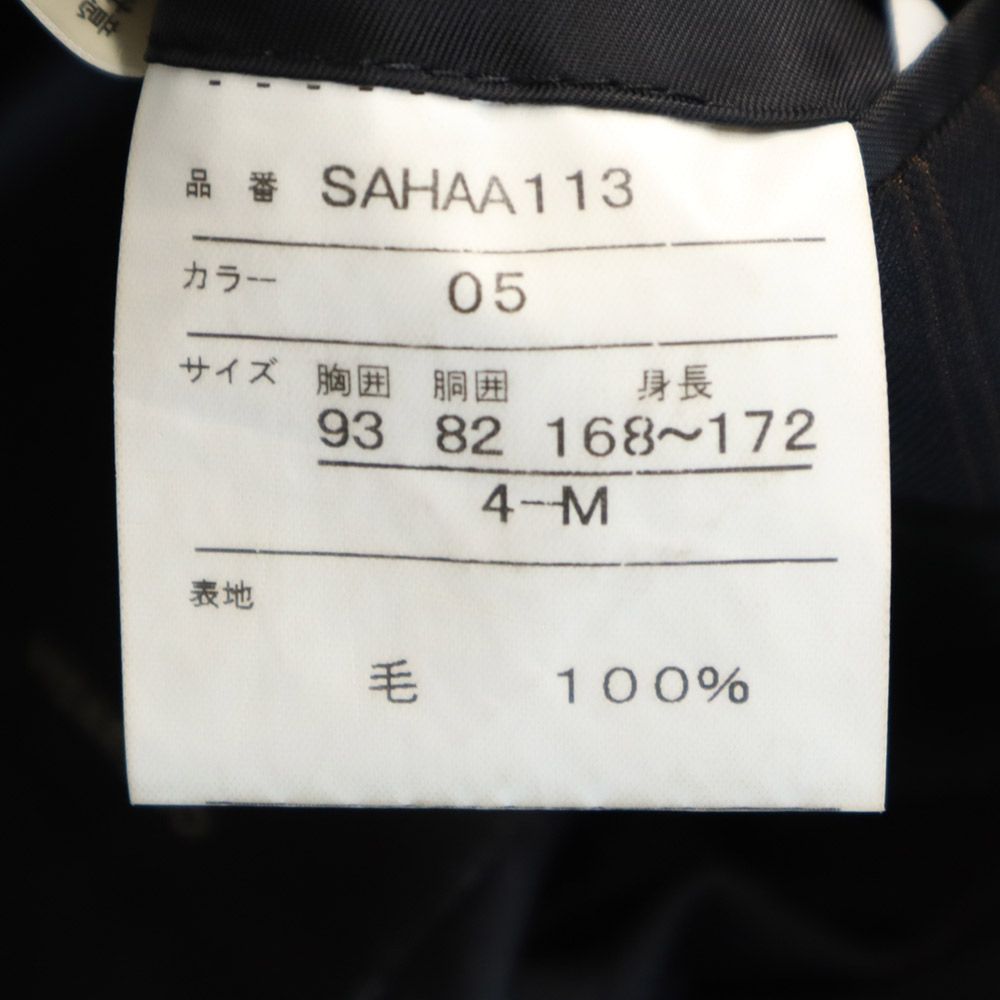 品番 SAHAA113
カラー 05
サイズ 胸囲 胴囲 身長
93 82 168〜172
4-M
表地
毛 100%